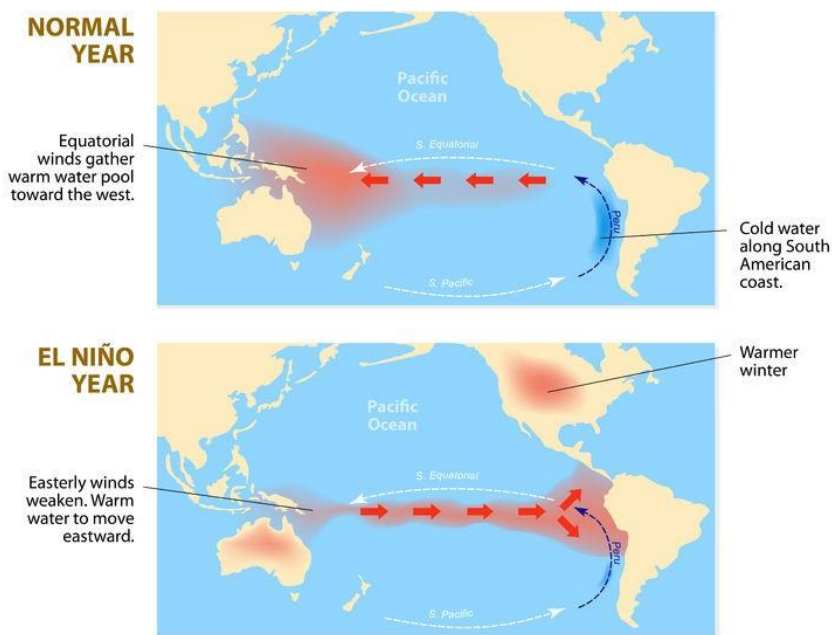 NORMAL
YEAR
Pacific
Ocean
Equatorial
winds gather
warm water pool
toward the west.
S. Equatorial
Peru
Cold water
along South
American
coast.
S. Pacific
EL NIÑO
YEAR
Warmer
winter
Pacific
Ocean
Easterly winds
weaken. Warm
water to move
eastward.
S. Equatorial
Peru
S. Pacific